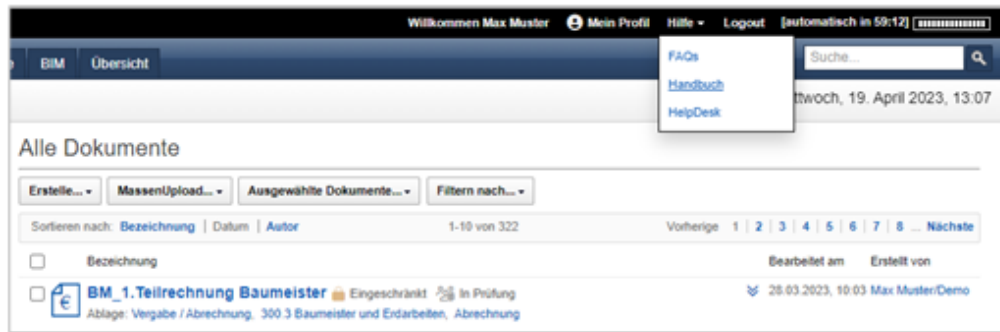 Willkommen Max Muster Mein Profil Hilfe Logout [automatisch in 59:12]
BIM Übersicht Suche...
FAQs
Handbuch
HelpDesk
ttwoch, 19. April 2023, 13:07
Alle Dokumente
Erstelle... MassenUpload... Ausgewählte Dokumente... Filtern nach...
Sortieren nach: Bezeichnung | Datum | Autor 1-10 von 322 Vorherige 1 | 2 | 3 | 4 | 5 | 6 | 7 | 8 ... Nächste
Bezeichnung Bearbeitet am Erstellt von
BM_1.Teilrechnung Baumeister Eingeschränkt In Prüfung 28.03.2023, 10:03 Max Muster/Demo
Ablage: Vergabe / Abrechnung, 300.3 Baumeister und Erdarbeiten, Abrechnung